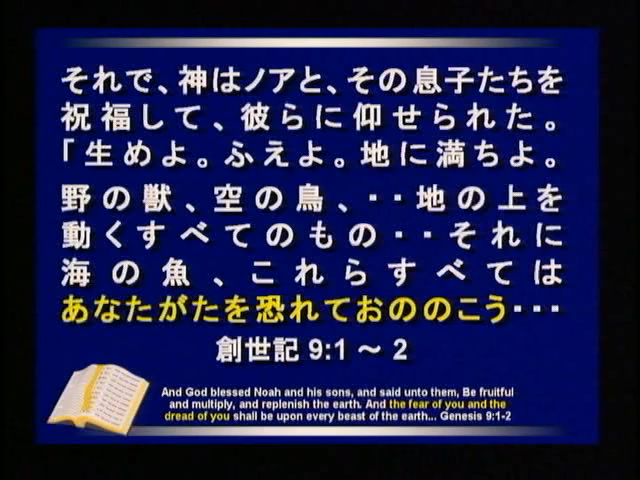 それで、神はノアと、その息子たちを
祝福して、彼らに仰せられた。
「生めよ。ふえよ。地に満ちよ。
野の獣、空の鳥、・・地の上を
動くすべてのもの・・それに
海の魚、これらすべては
あなたがたを恐れておののこう・・・
創世記 9:1 ～ 2
And God blessed Noah and his sons, and said unto them, Be fruitful
and multiply, and replenish the earth. And the fear of you and the
dread of you shall be upon every beast of the earth... Genesis 9:1-2